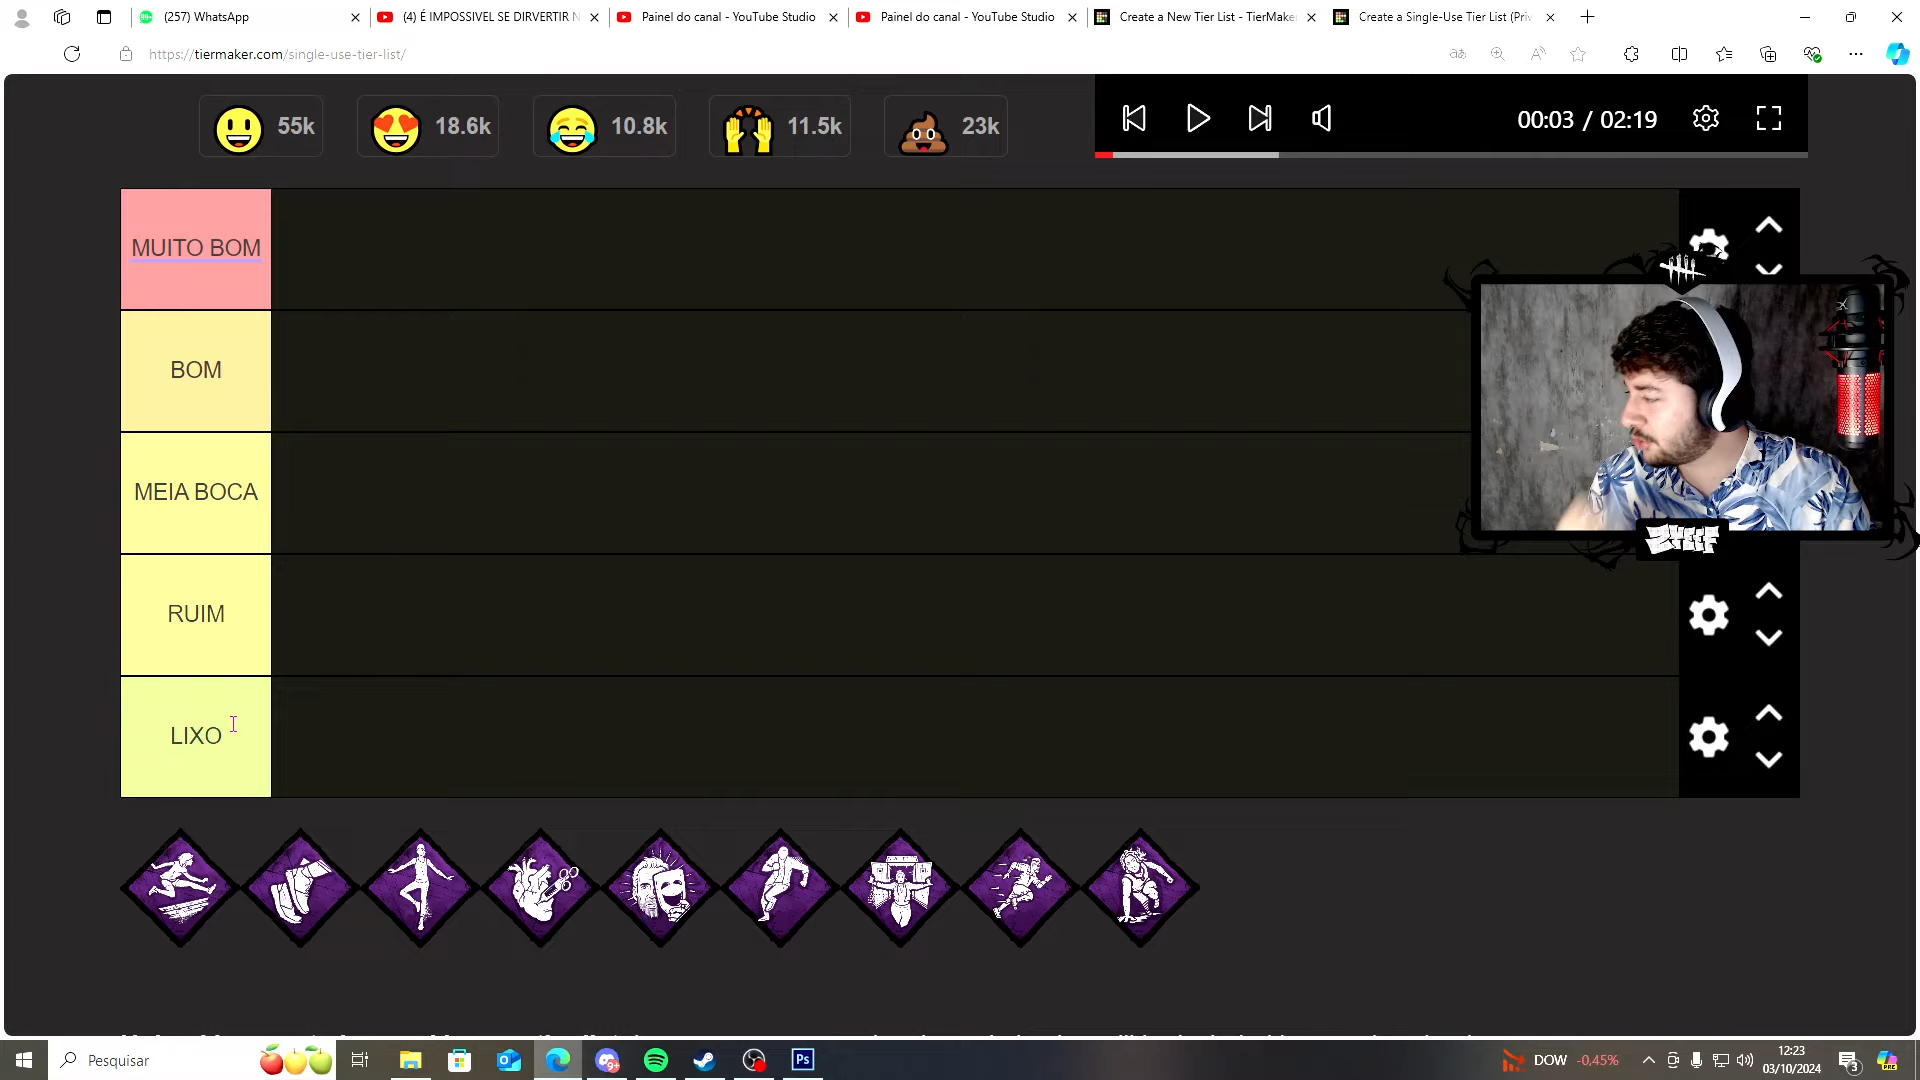 (257) WhatsApp
(4) É IMPOSSIVEL SE DIRVERTIR N
Painel do canal - YouTube Studio
Painel do canal - YouTube Studio
Create a New Tier List - TierMake
Create a Single-Use Tier List (Priv
https://tiermaker.com/single-use-tier-list/
55k
18.6k
10.8k
11.5k
23k
00:03 / 02:19
MUITO BOM
BOM
MEIA BOCA
RUIM
LIXO
Pesquisar
Ps
DOW -0,45%
12:23
03/10/2024
3